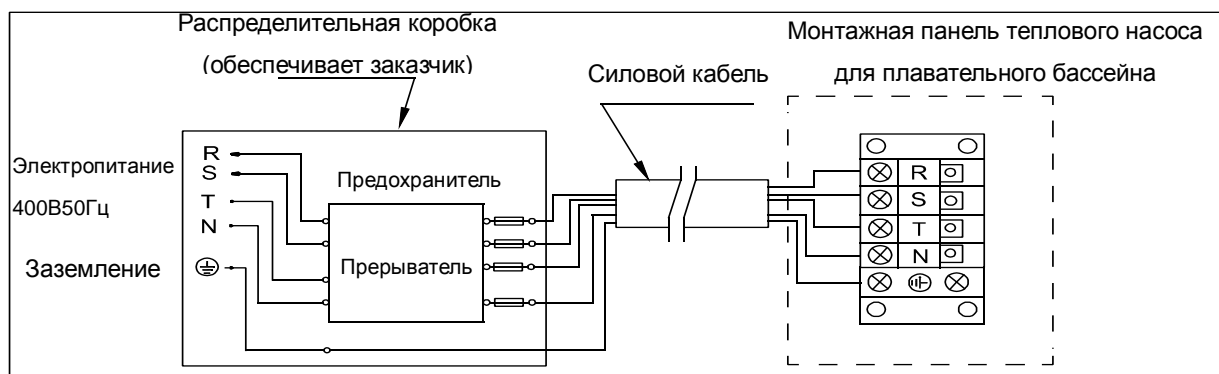 Распределительная коробка
(обеспечивает заказчик)
Монтажная панель теплового насоса
для плавательного бассейна
Силовой кабель
Электропитание
400В50Гц
Заземление
R
S
T
N
Предохранитель
Прерыватель
R
S
T
N